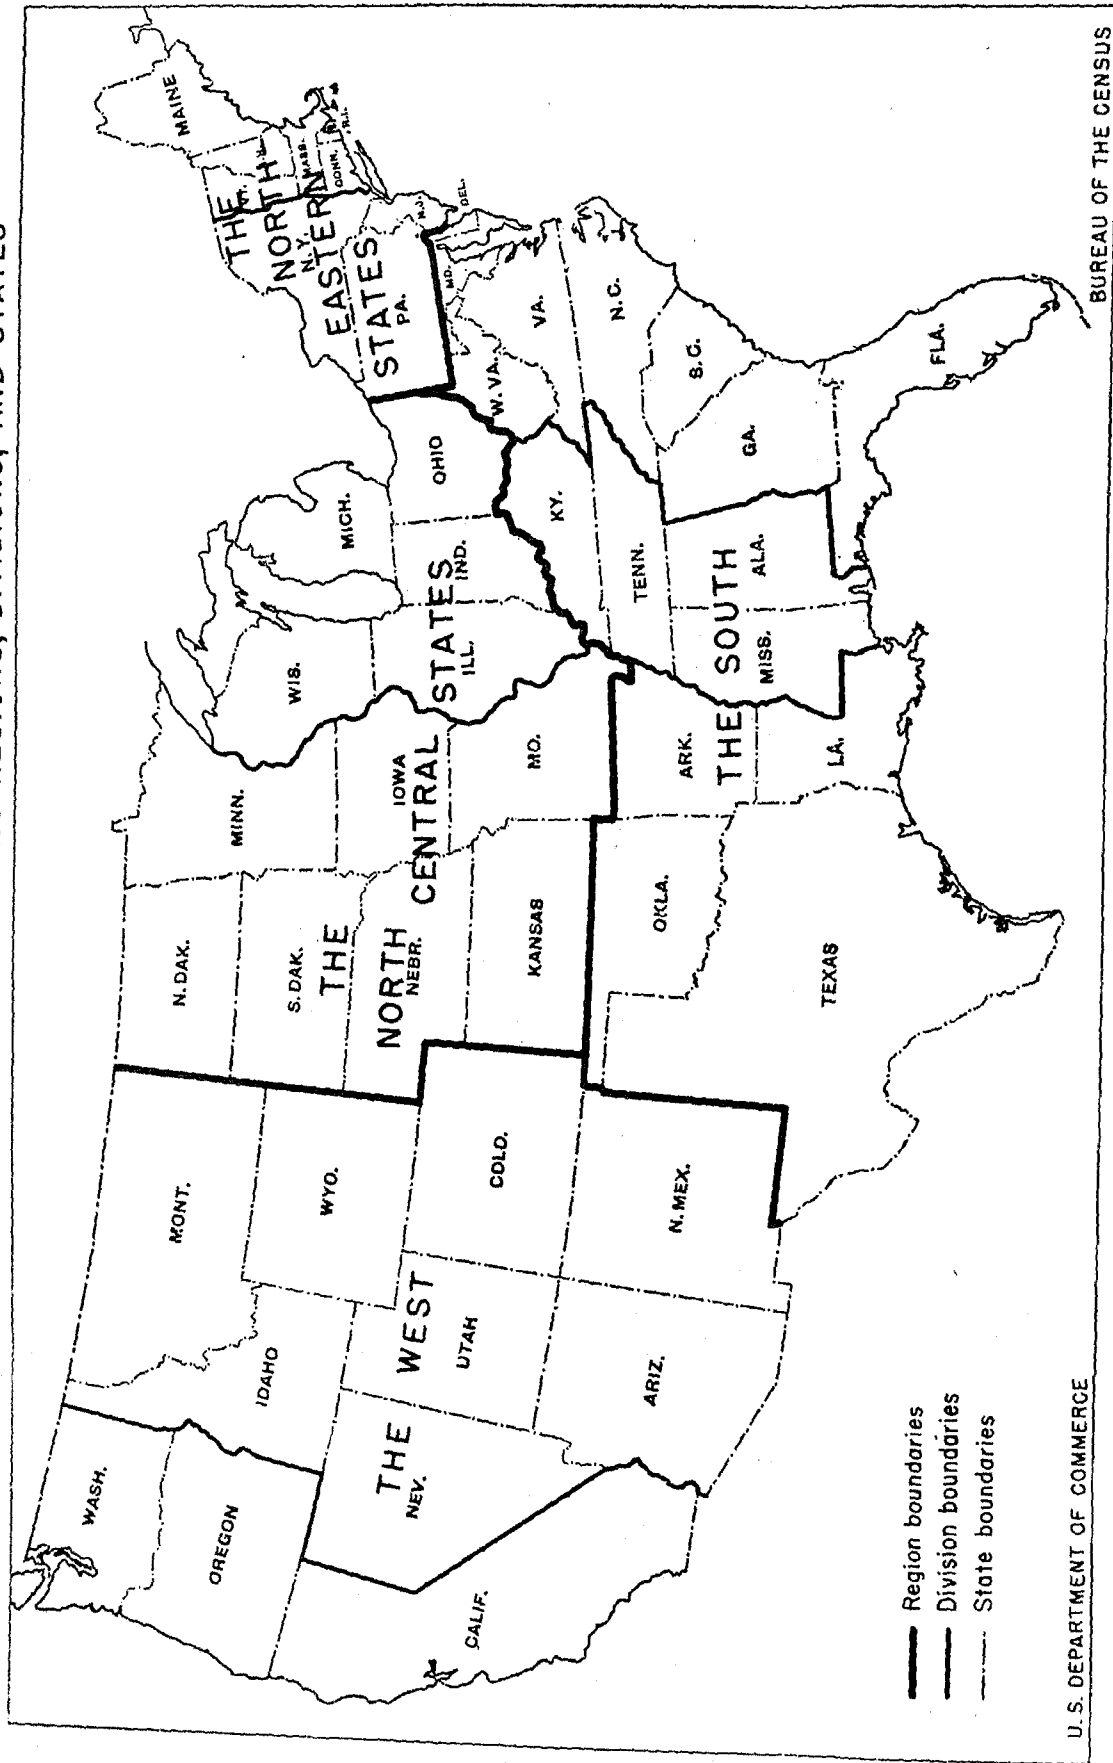 REGIONS, DIVISIONS, AND STATES
WASH.
OREGON
CALIF.
IDAHO
MONT.
WYO.
THE
WEST
NEV.
UTAH
COLO.
ARIZ.
N. MEX.
N. DAK.
S. DAK.
THE
NORTH
CENTRAL
STATES
NEBR.
KANSAS
MINN.
IOWA
MO.
WIS.
ILL.
MICH.
IND.
OHIO
THE
NORTH
EASTERN
STATES
MAINE
VT.
MASS.
CONN.
R.I.
N.Y.
PA.
N.J.
DEL.
MD.
W. VA.
VA.
KY.
N.C.
TENN.
S.C.
THE SOUTH
OKLA.
ARK.
TEXAS
LA.
MISS.
ALA.
GA.
FLA.
Region boundaries
Division boundaries
State boundaries
U.S. DEPARTMENT OF COMMERCE
BUREAU OF THE CENSUS